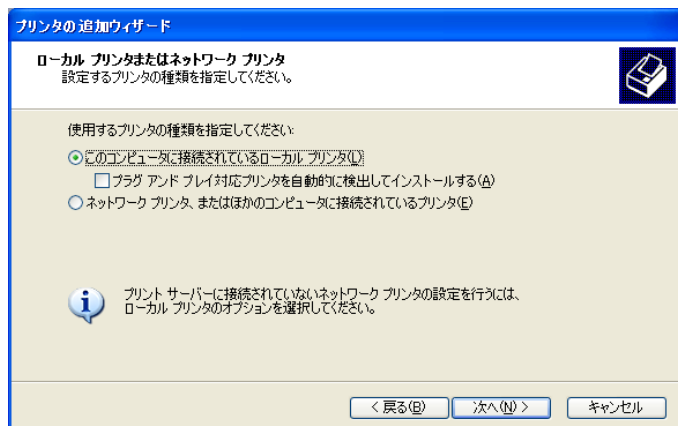 プリンタの追加ウィザード
ローカル プリンタまたはネットワーク プリンタ
設定するプリンタの種類を指定してください。
使用するプリンタの種類を指定してください:
このコンピュータに接続されているローカル プリンタ(L)
プラグ アンド プレイ対応プリンタを自動的に検出してインストールする(A)
ネットワーク プリンタ、またはほかのコンピュータに接続されているプリンタ(E)
プリント サーバーに接続されていないネットワーク プリンタの設定を行うには、
ローカル プリンタのオプションを選択してください。
< 戻る(B) 次へ(N) > キャンセル